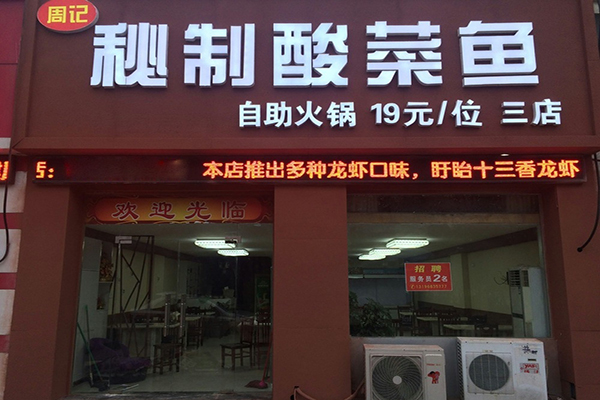 周记
秘制酸菜鱼
自助火锅 19元/位 三店
店: 本店推出多种龙虾口味，盱眙十三香龙虾
欢迎光临
招聘
服务员2名